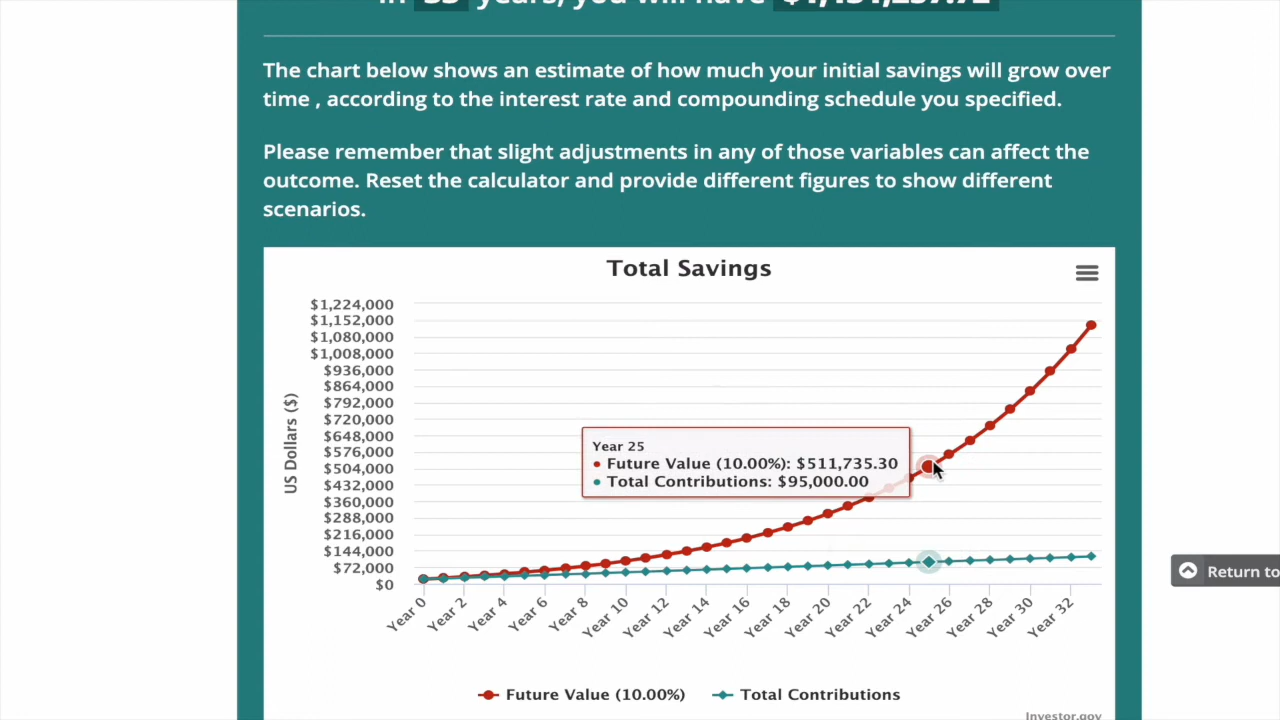 years, you will have
The chart below shows an estimate of how much your initial savings will grow over
time , according to the interest rate and compounding schedule you specified.
Please remember that slight adjustments in any of those variables can affect the
outcome. Reset the calculator and provide different figures to show different
scenarios.
Total Savings
$1,224,000
$1,152,000
$1,080,000
$1,008,000
$936,000
$864,000
$792,000
$720,000
$648,000
$576,000
$504,000
$432,000
$360,000
$288,000
$216,000
$144,000
$72,000
$0
US Dollars ($)
Year 25
Future Value (10.00%): $511,735.30
Total Contributions: $95,000.00
Year 0
Year 2
Year 4
Year 6
Year 8
Year 10
Year 12
Year 14
Year 16
Year 18
Year 20
Year 22
Year 24
Year 26
Year 28
Year 30
Year 32
Return to
Future Value (10.00%)
Total Contributions
Investor.gov